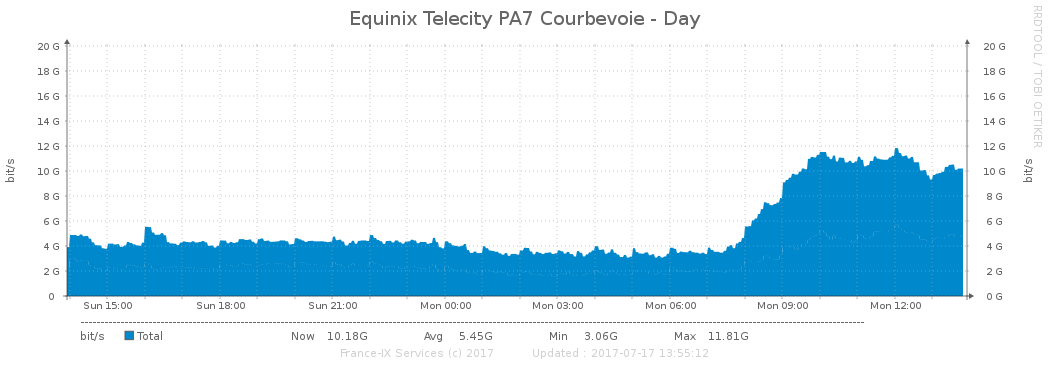 Equinix Telecity PA7 Courbevoie - Day
RRDTOOL / TOBI OETIKER
bit/s
20 G 20 G
18 G 18 G
16 G 16 G
14 G 14 G
12 G 12 G
10 G 10 G
8 G 8 G
6 G 6 G
4 G 4 G
2 G 2 G
0 0 G
bit/s
Sun 15:00 Sun 18:00 Sun 21:00 Mon 00:00 Mon 03:00 Mon 06:00 Mon 09:00 Mon 12:00
bit/s Total Now 10.18G Avg 5.45G Min 3.06G Max 11.81G
France-IX Services (c) 2017 Updated : 2017-07-17 13:55:12